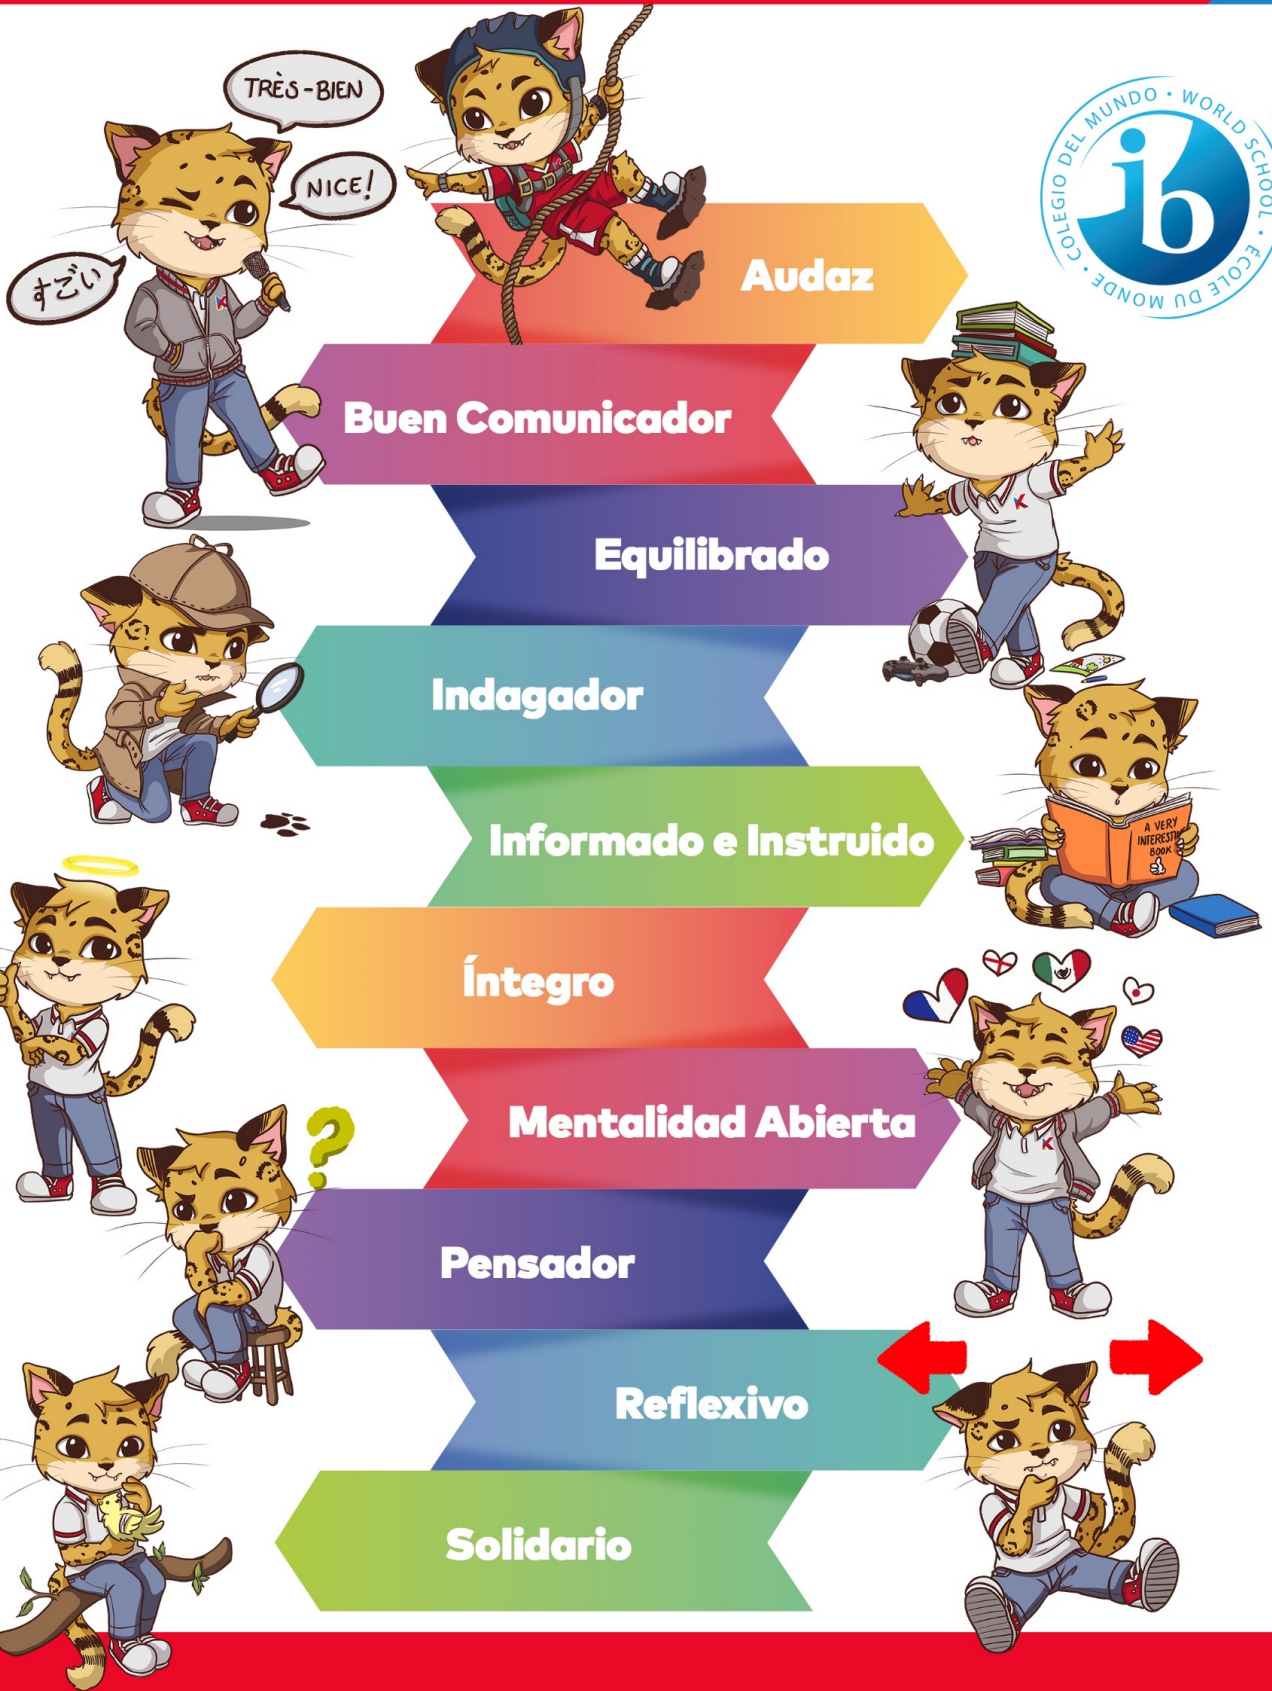 TRÈS-BIEN
NICE!
すごい
COLEGIO DEL MUNDO • WORLD SCHOOL • ÉCOLE DU MONDE •
ib
Audaz
Buen Comunicador
Equilibrado
Indagador
Informado e Instruido
A VERY
INTERESTIN
BOOK
Íntegro
Mentalidad Abierta
?
Pensador
Reflexivo
Solidario